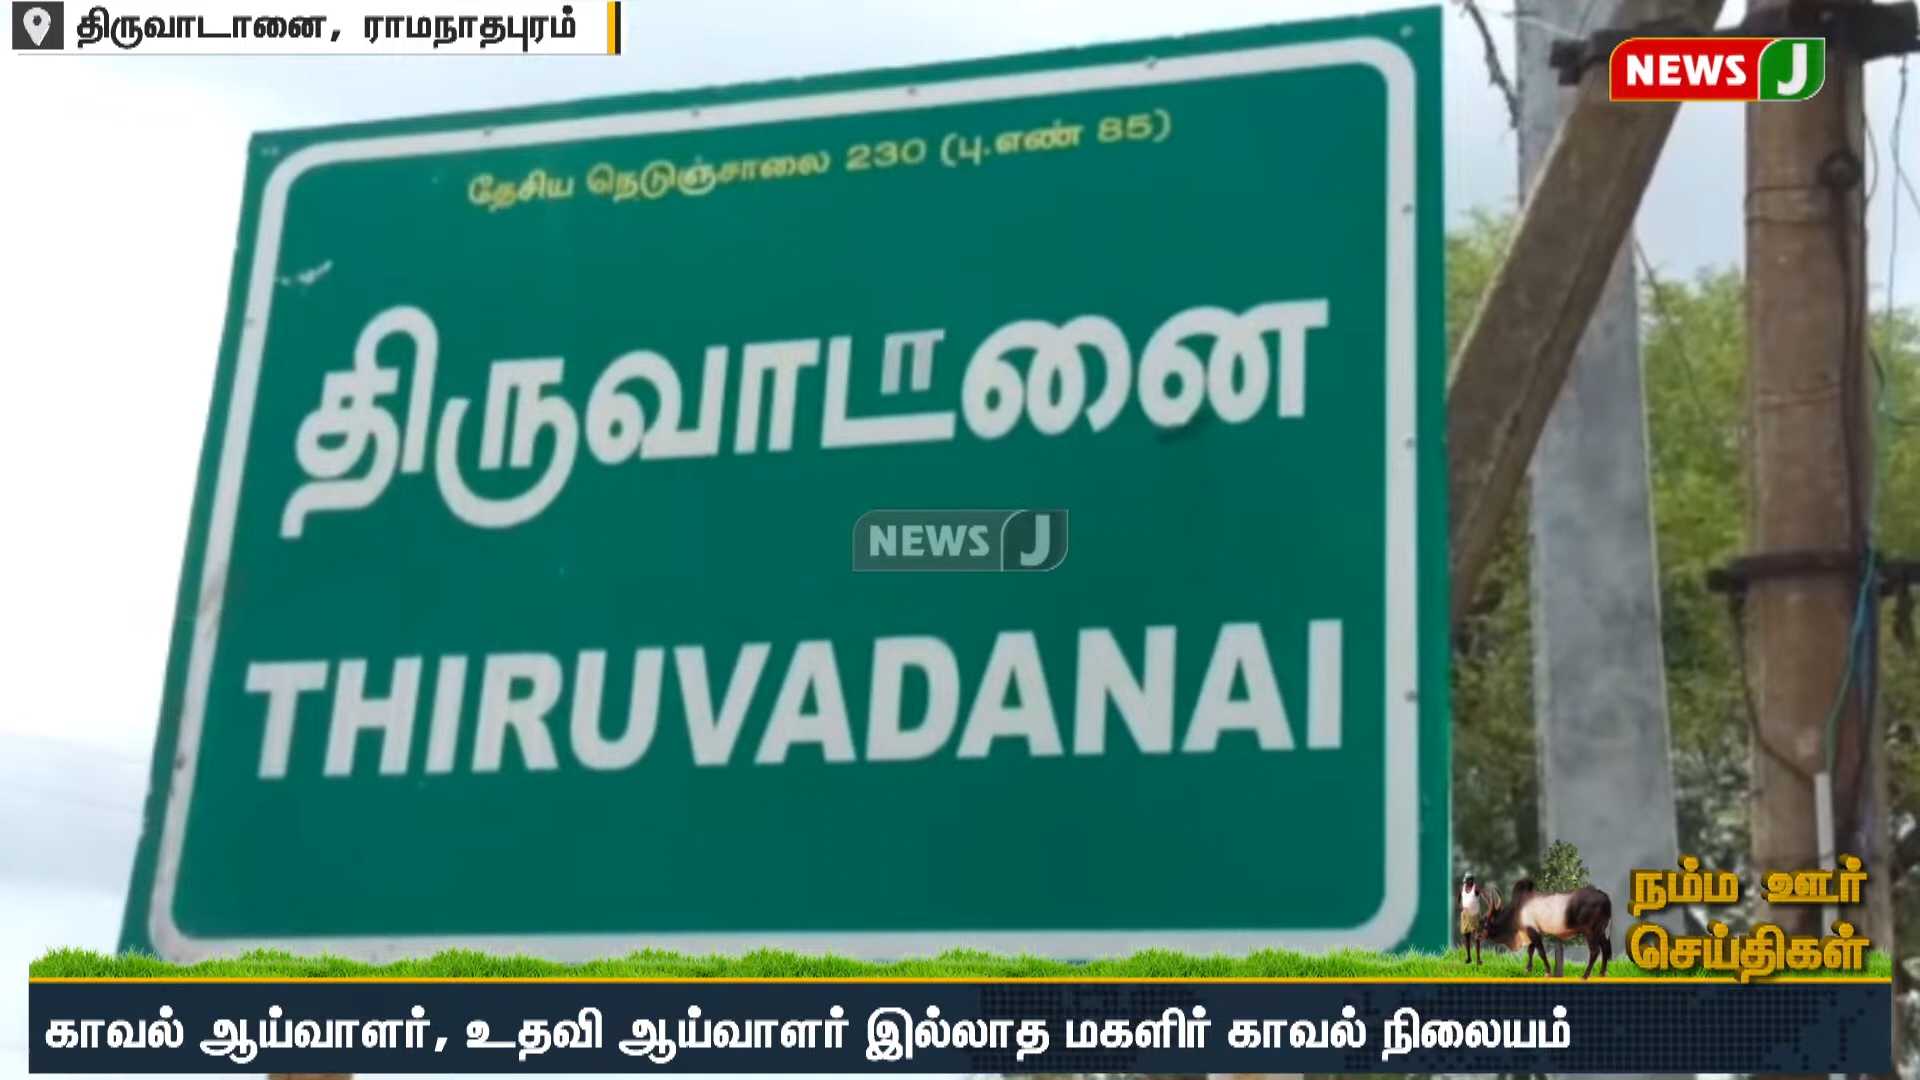 திருவாடானை, ராமநாதபுரம்
NEWS J
தேசிய நெடுஞ்சாலை 230 (பு.எண் 85)
திருவாடானை
NEWS J
THIRUVADANAI
நம்ம ஊர்
செய்திகள்
காவல் ஆய்வாளர், உதவி ஆய்வாளர் இல்லாத மகளிர் காவல் நிலையம்